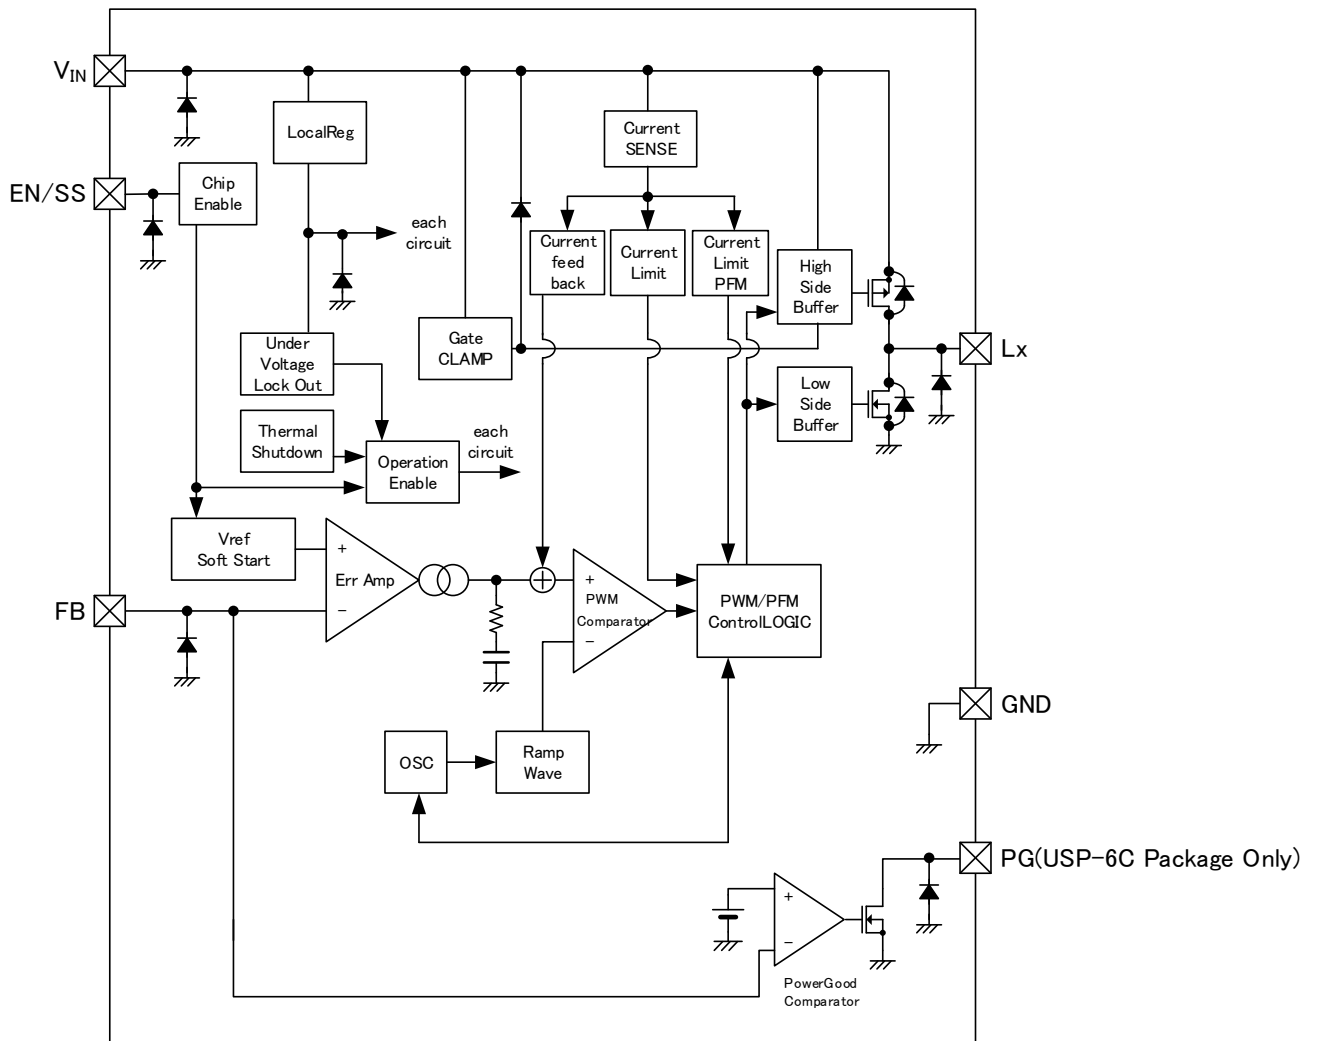 VIN
LocalReg
Current
SENSE
EN/SS
Chip
Enable
each
circuit
Current
feed
back
Current
Limit
Current
Limit
PFM
High
Side
Buffer
Under
Voltage
Lock Out
Gate
CLAMP
Lx
Low
Side
Buffer
Thermal
Shutdown
Operation
Enable
each
circuit
Vref
Soft Start
+
Err Amp
−
+
PWM
Comparator
−
PWM/PFM
ControlLOGIC
FB
GND
OSC
Ramp
Wave
PG(USP-6C Package Only)
+
−
PowerGood
Comparator